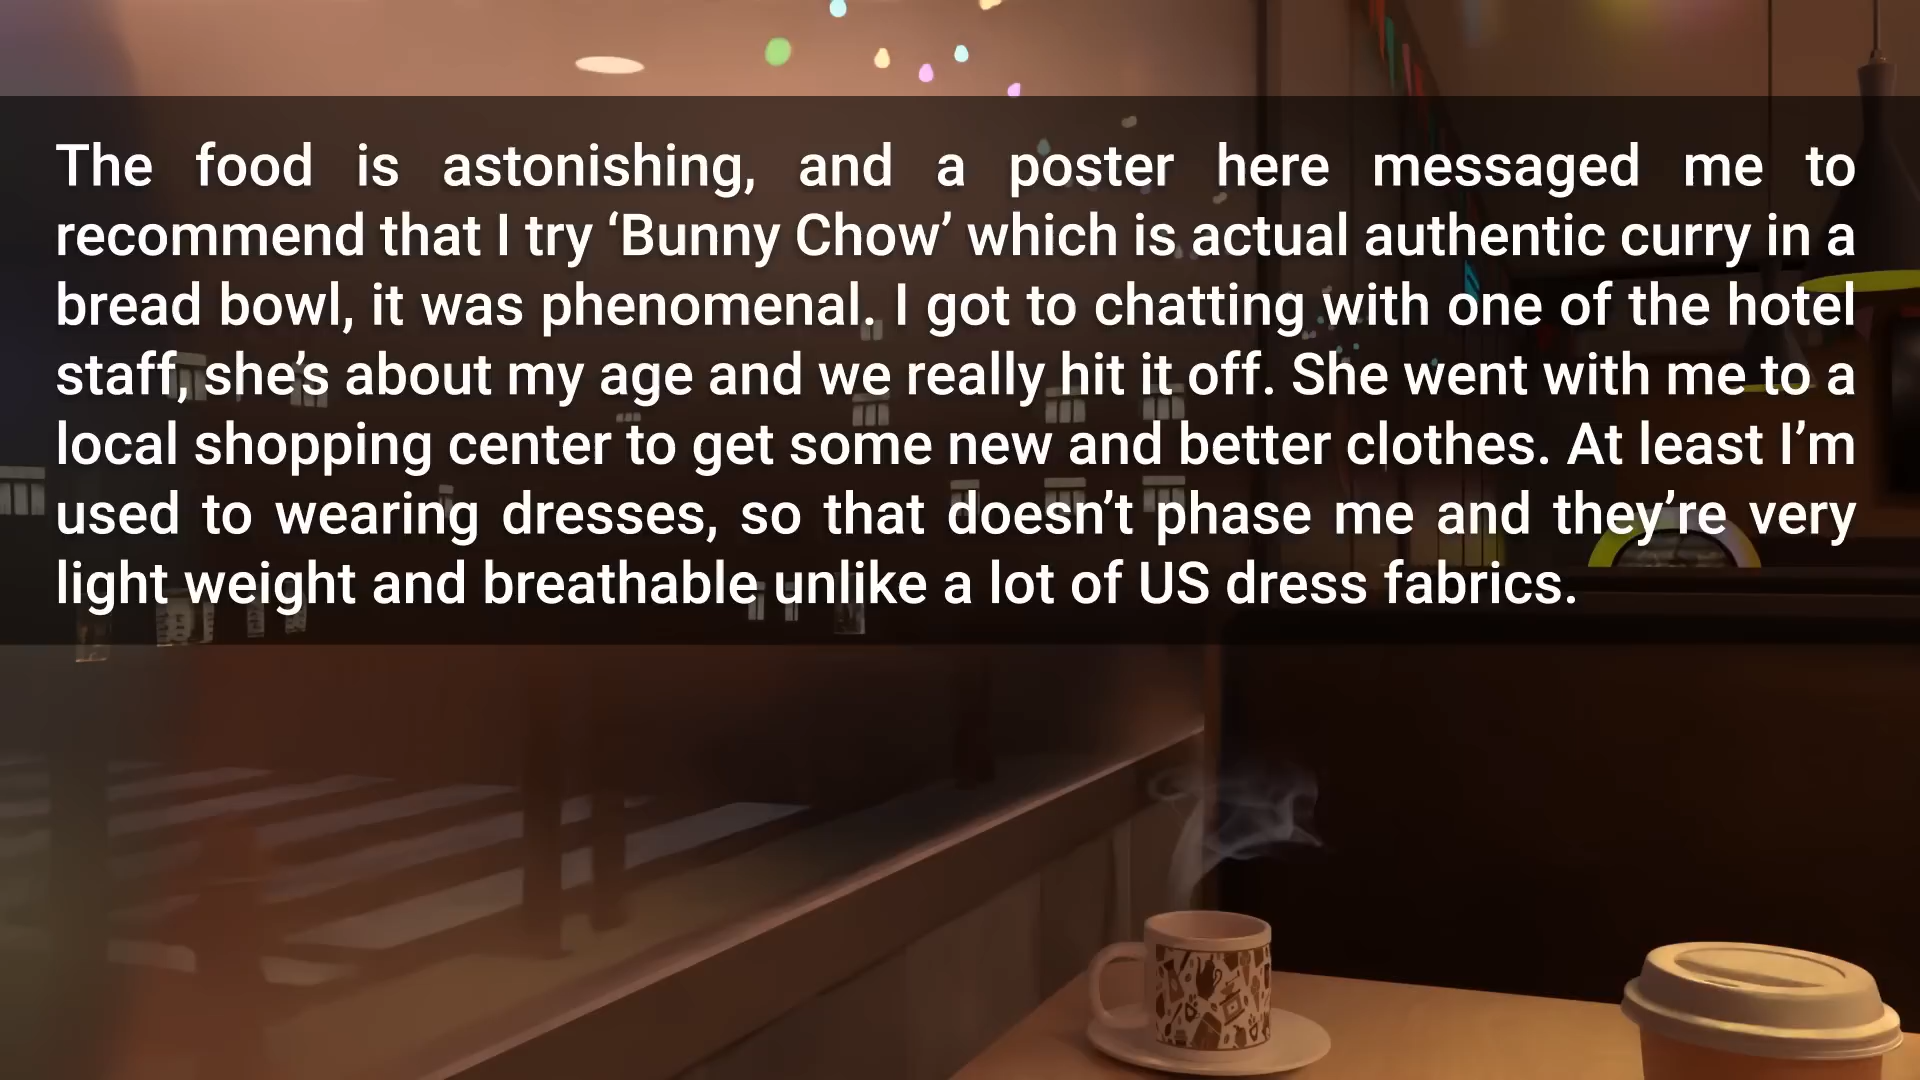 The food is astonishing, and a poster here messaged me to
recommend that I try ‘Bunny Chow’ which is actual authentic curry in a
bread bowl, it was phenomenal. I got to chatting with one of the hotel
staff, she’s about my age and we really hit it off. She went with me to a
local shopping center to get some new and better clothes. At least I’m
used to wearing dresses, so that doesn’t phase me and they’re very
light weight and breathable unlike a lot of US dress fabrics.